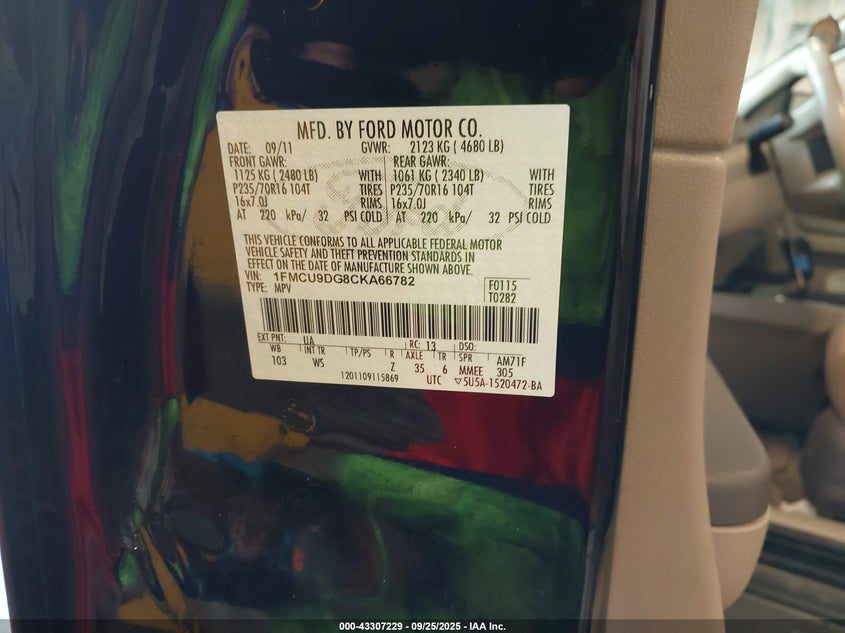 MFD. BY FORD MOTOR CO.
DATE: 09/11 GVWR: 2123 KG ( 4680 LB)
FRONT GAWR: REAR GAWR:
1125 KG ( 2480 LB) WITH 1061 KG ( 2340 LB) WITH
P235/70R16 104T TIRES P235/70R16 104T TIRES
16x7.0J RIMS 16x7.0J RIMS
AT 220 kPa/ 32 PSI COLD AT 220 kPa/ 32 PSI COLD
THIS VEHICLE CONFORMS TO ALL APPLICABLE FEDERAL MOTOR
VEHICLE SAFETY AND THEFT PREVENTION STANDARDS IN
EFFECT ON THE DATE OF MANUFACTURE SHOWN ABOVE.
VIN: 1FMCU9DG8CKA66782 F0115
TYPE: MPV T0282
EXT PNT: UA RC: 13 DSO:
WB INT TR TP/PS R AXLE TR SPR AM71F
103 WS Z 35 6 MMEE 305
1201109115869 UTC ▽5U5A-1520472-BA
000-43307229 - 09/25/2025 - IAA Inc.